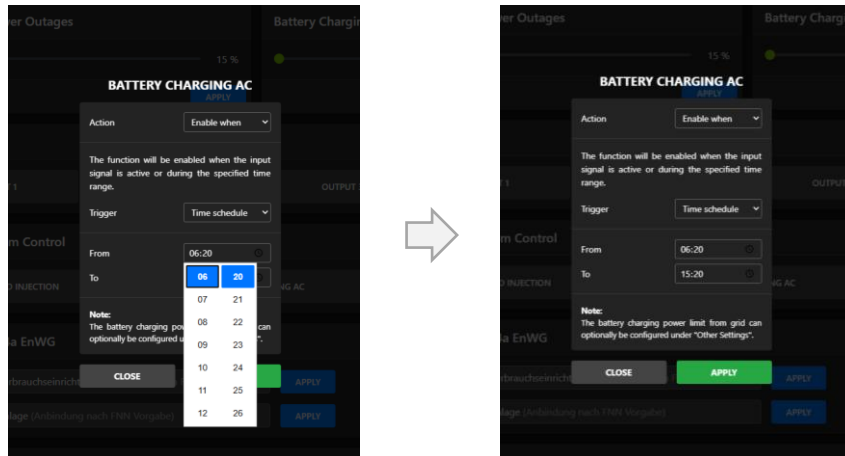 ver Outages
Battery Chargin
15 %
BATTERY CHARGING AC
APPLY
Action
Enable when
The function will be enabled when the input
signal is active or during the specified time
range.
T 1
OUTPUT
Trigger
Time schedule
m Control
From
06:20
To
06 20
O INJECTION
NG AC
07 21
Note:
08 22
The battery charging pow
can
optionally be configured u
".
09 23
a EnWG
10 24
CLOSE
rbrauchseinricht
APPLY
11 25
12 26
lage (Anbindung nach FNN Vorgabe)
APPLY
ver Outages
Battery Charg
15 %
BATTERY CHARGING AC
APPLY
Action
Enable when
The function will be enabled when the input
signal is active or during the specified time
range.
T 1
OUTPU
Trigger
Time schedule
m Control
From
06:20
To
15:20
O INJECTION
NG AC
Note:
The battery charging power limit from grid can
optionally be configured under "Other Settings".
a EnWG
CLOSE
APPLY
rbrauchseinricht
APPLY
lage (Anbindung nach FNN Vorgabe)
APPLY